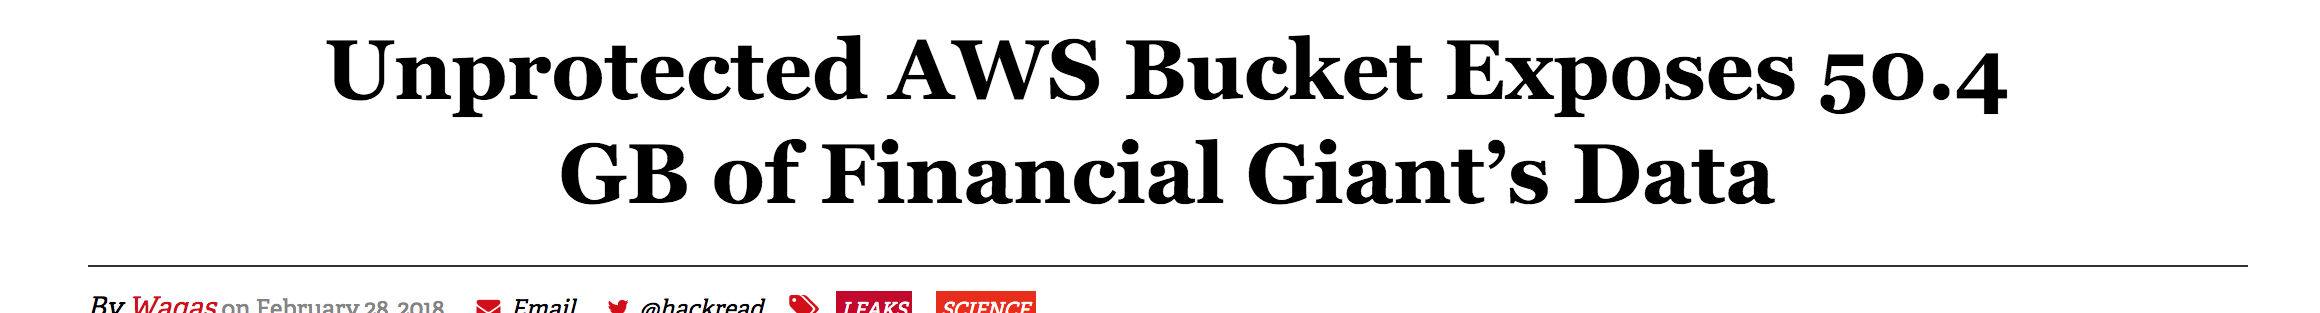 Unprotected AWS Bucket Exposes 50.4
GB of Financial Giant’s Data
By Waqas on February 28, 2018 Email @hackread LEAKS SCIENCE